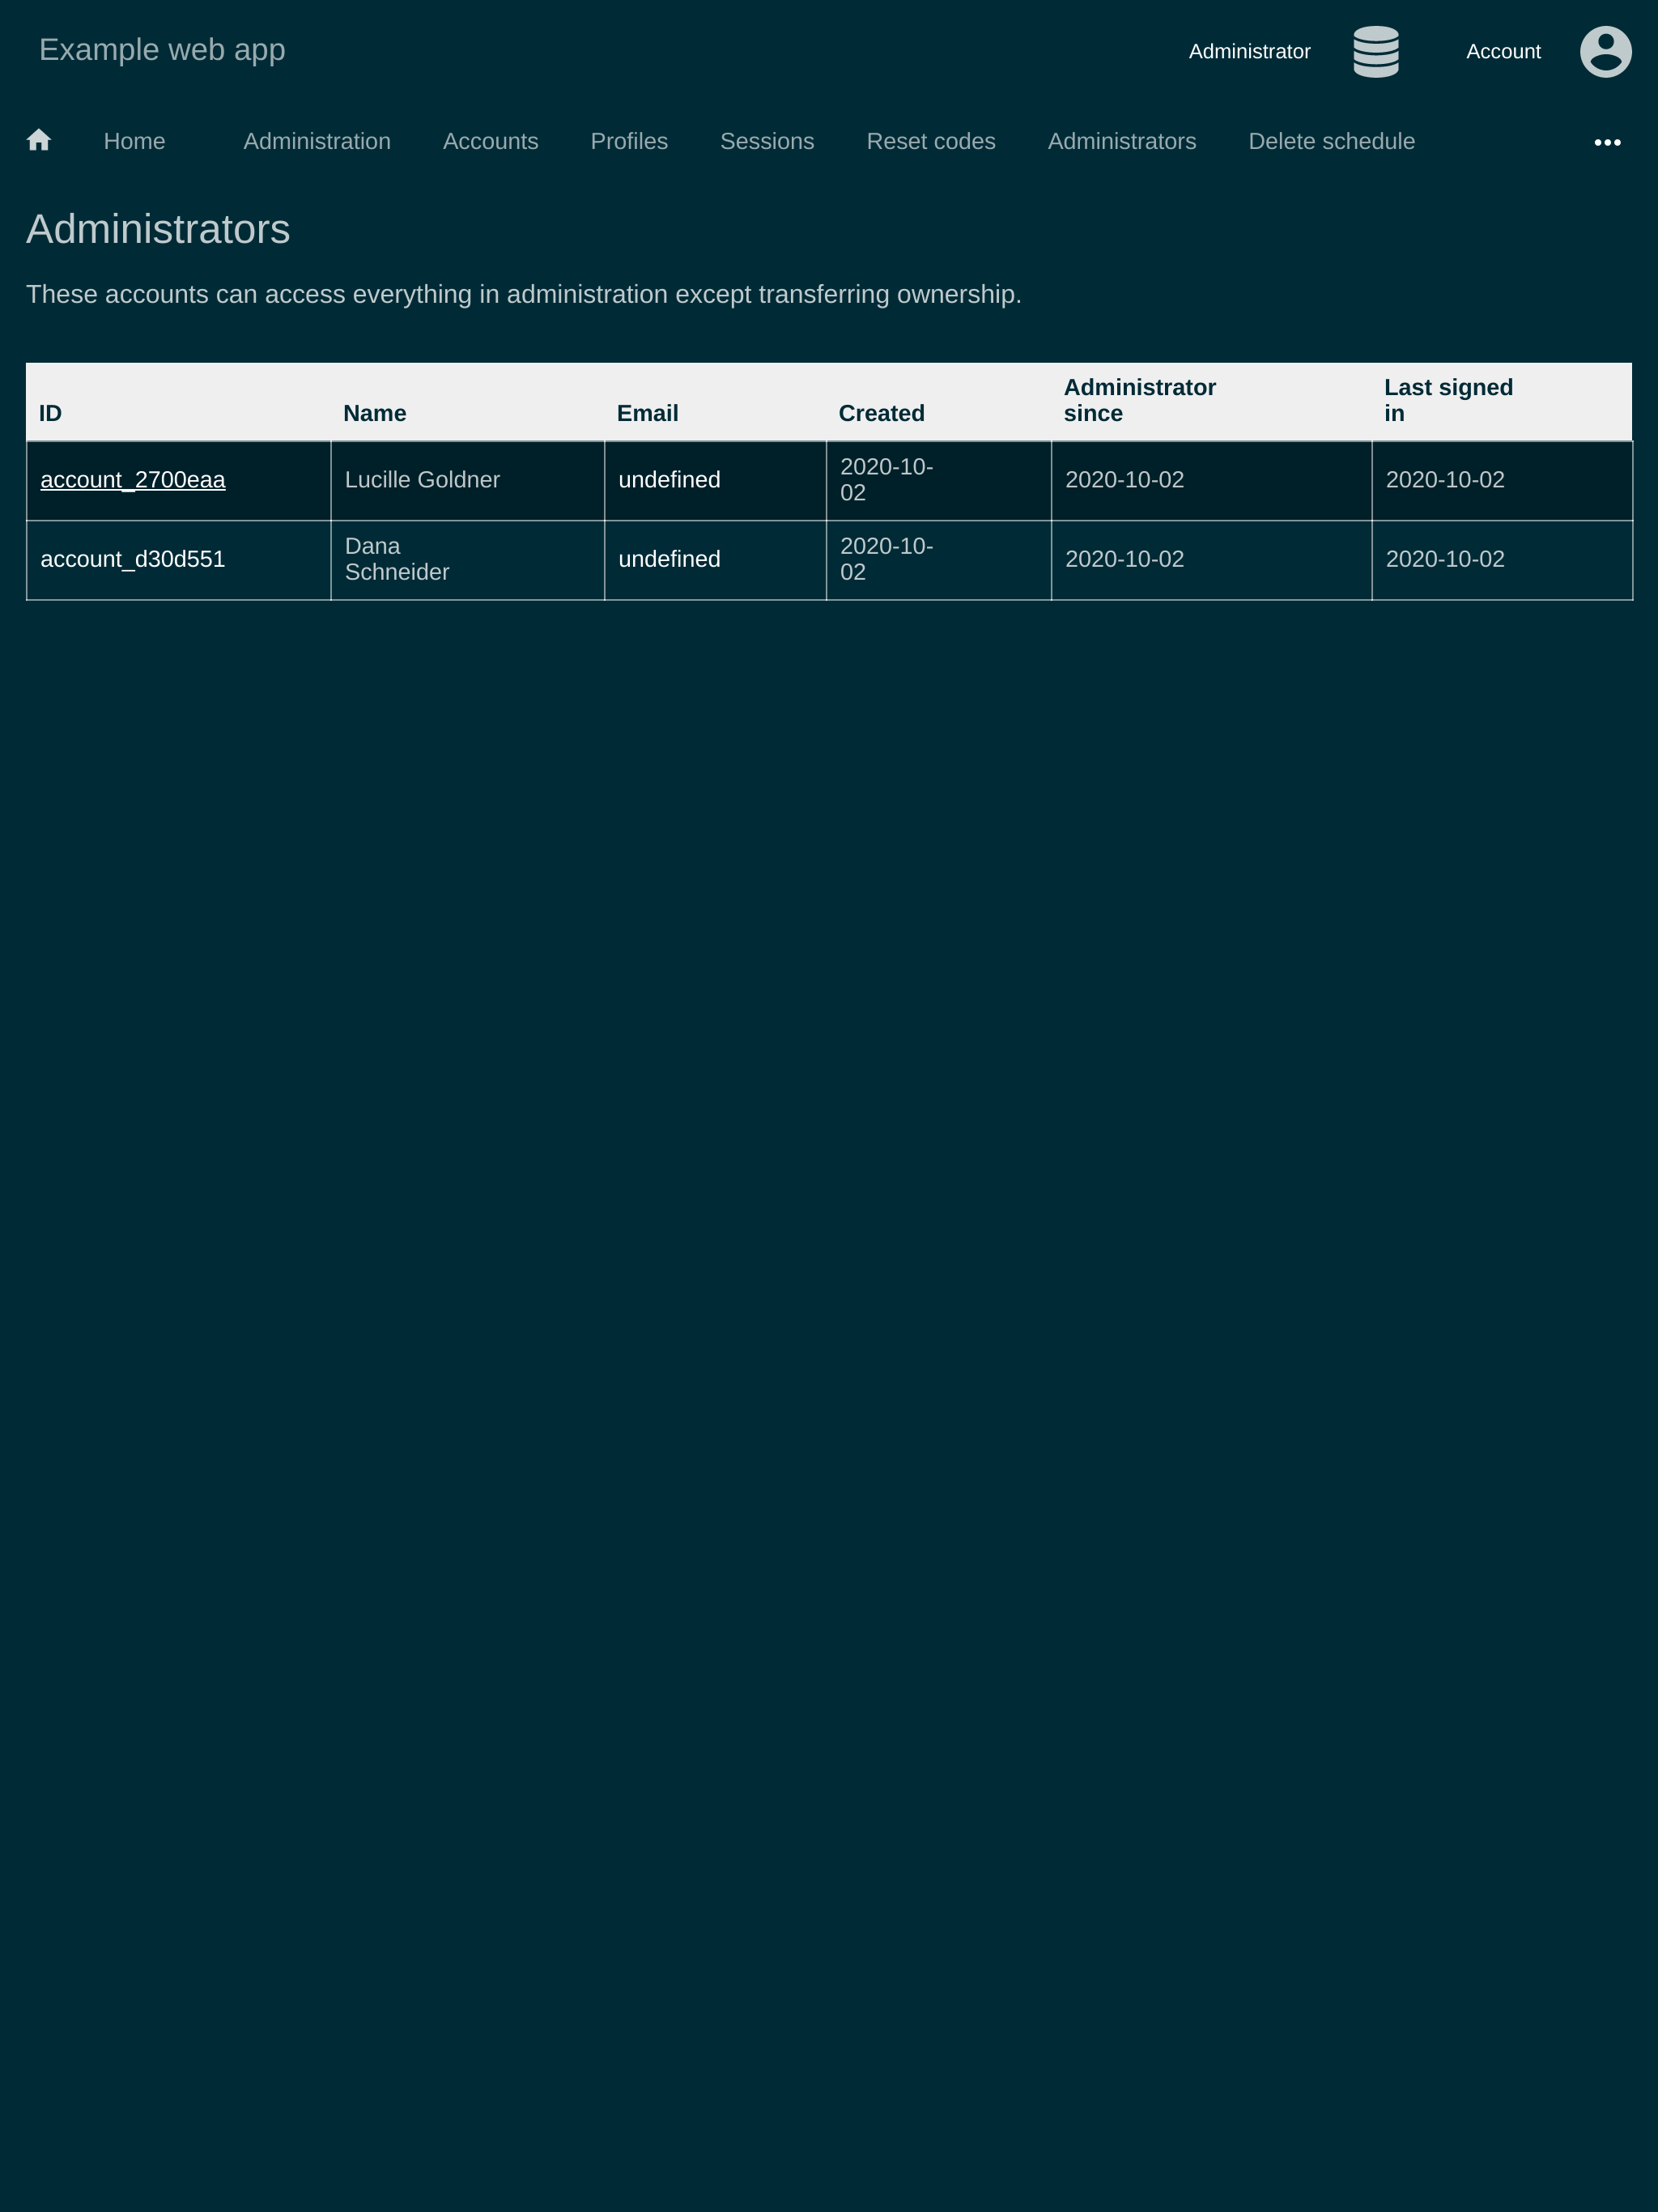 Example web app
Administrator
Account
Home Administration Accounts Profiles Sessions Reset codes Administrators Delete schedule
Administrators
These accounts can access everything in administration except transferring ownership.
ID Name Email Created Administrator since Last signed in
account_2700eaa Lucille Goldner undefined 2020-10-02 2020-10-02 2020-10-02
account_d30d551 Dana Schneider undefined 2020-10-02 2020-10-02 2020-10-02